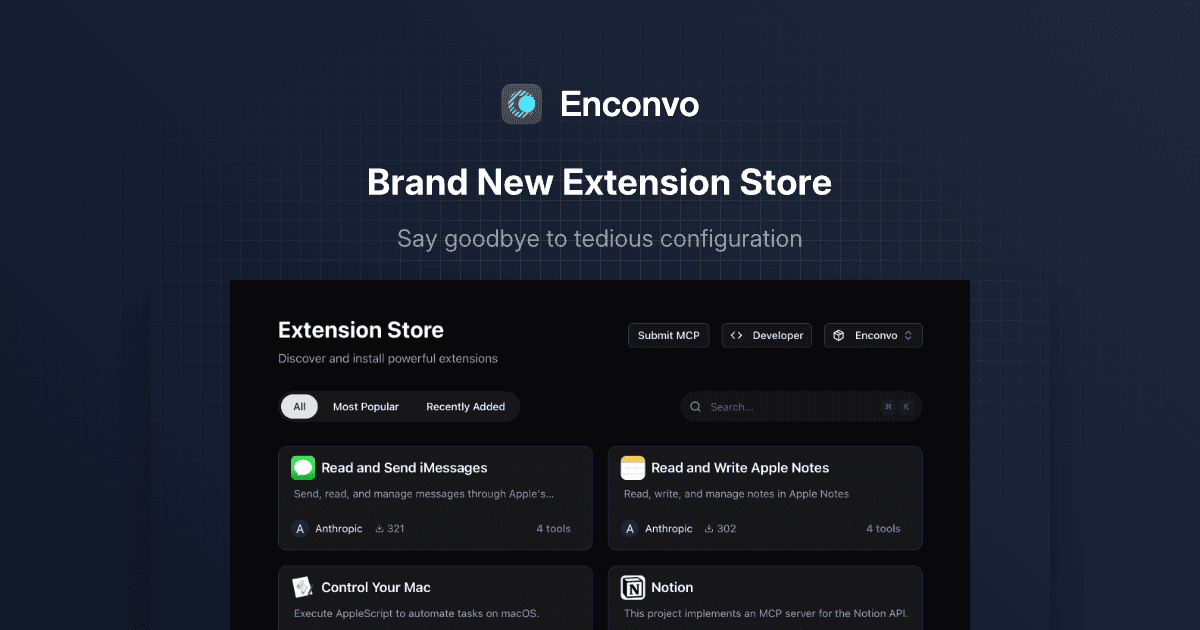 Enconvo
Brand New Extension Store
Say goodbye to tedious configuration
Extension Store
Discover and install powerful extensions
Submit MCP
<> Developer
Enconvo
All
Most Popular
Recently Added
Search...
⌘ K
Read and Send iMessages
Send, read, and manage messages through Apple's...
A Anthropic 321
4 tools
Read and Write Apple Notes
Read, write, and manage notes in Apple Notes
A Anthropic 302
4 tools
Control Your Mac
Execute AppleScript to automate tasks on macOS.
Notion
This project implements an MCP server for the Notion API.